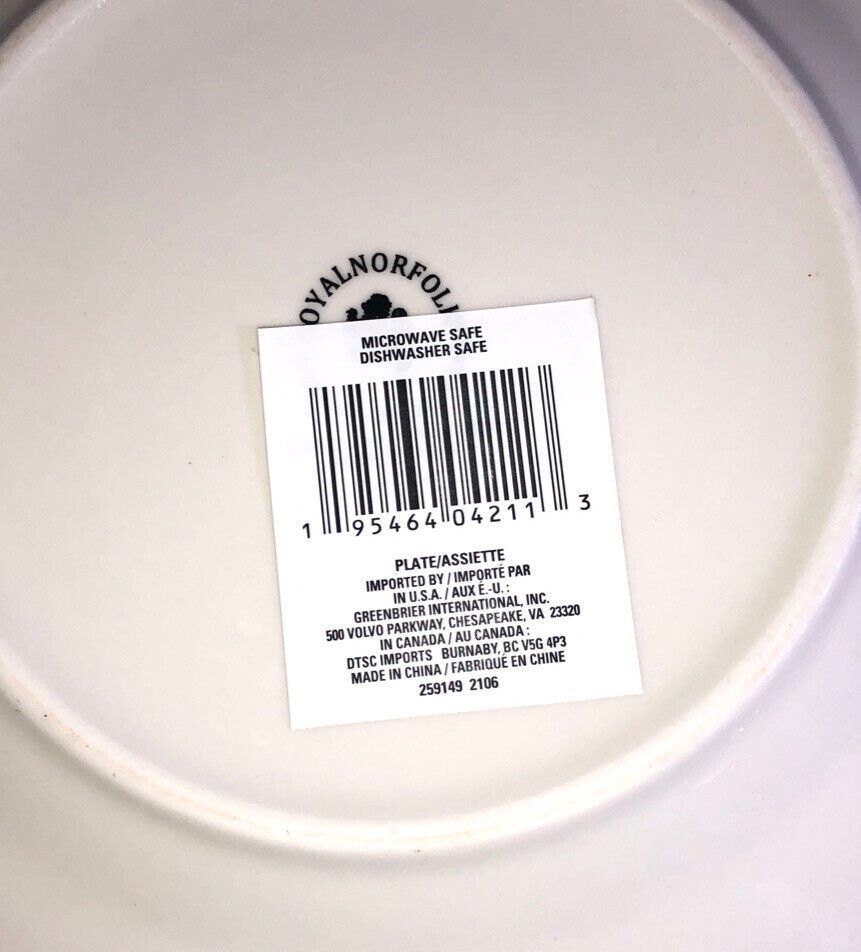 OYALNORFOL
MICROWAVE SAFE
DISHWASHER SAFE
1 95464 04211 3
PLATE/ASSIETTE
IMPORTED BY / IMPORTÉ PAR
IN U.S.A. / AUX É.-U. :
GREENBRIER INTERNATIONAL, INC.
500 VOLVO PARKWAY, CHESAPEAKE, VA 23320
IN CANADA / AU CANADA :
DTSC IMPORTS BURNABY, BC V5G 4P3
MADE IN CHINA / FABRIQUÉ EN CHINE
259149 2106